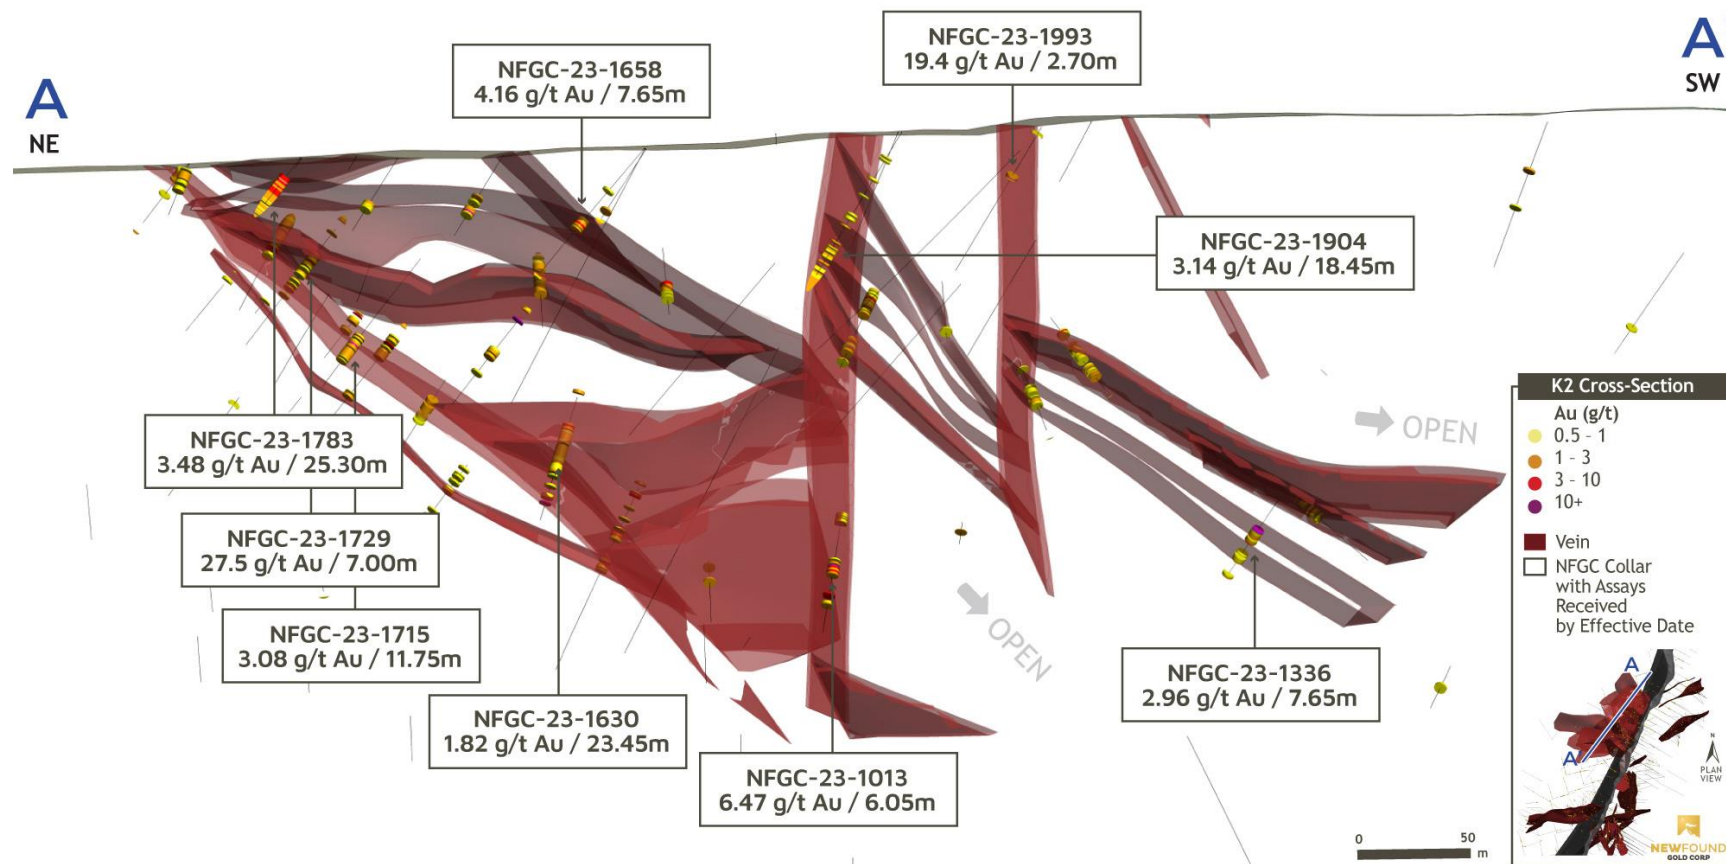 A
NE
NFGC-23-1658
4.16 g/t Au / 7.65m
NFGC-23-1993
19.4 g/t Au / 2.70m
A
SW
NFGC-23-1904
3.14 g/t Au / 18.45m
NFGC-23-1783
3.48 g/t Au / 25.30m
NFGC-23-1729
27.5 g/t Au / 7.00m
NFGC-23-1715
3.08 g/t Au / 11.75m
NFGC-23-1630
1.82 g/t Au / 23.45m
NFGC-23-1013
6.47 g/t Au / 6.05m
NFGC-23-1336
2.96 g/t Au / 7.65m
OPEN
OPEN
K2 Cross-Section
Au (g/t)
0.5 - 1
1 - 3
3 - 10
10+
Vein
NFGC Collar
with Assays
Received
by Effective Date
A
A'
N
PLAN
VIEW
0 50
m
NEWFOUND
GOLD CORP